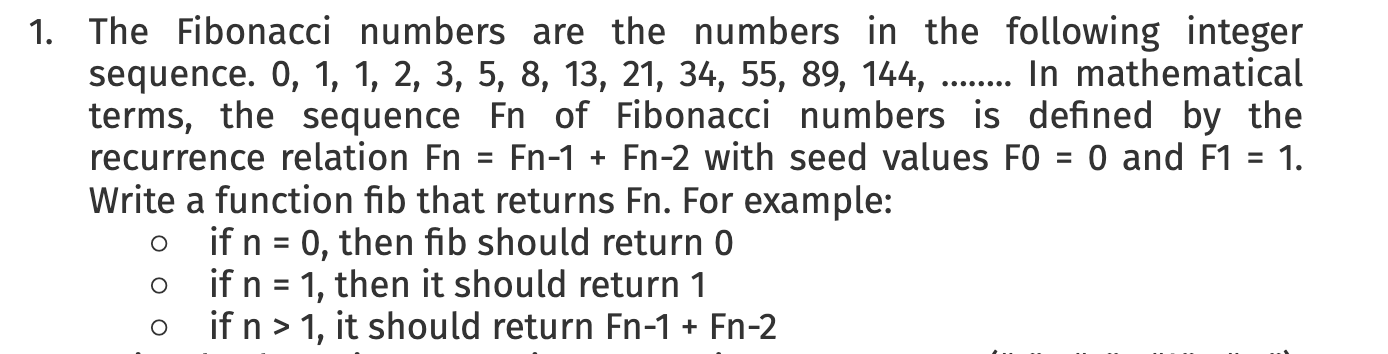 1. The Fibonacci numbers are the numbers in the following integer
sequence. 0, 1, 1, 2, 3, 5, 8, 13, 21, 34, 55, 89, 144, ........ In mathematical
terms, the sequence Fn of Fibonacci numbers is defined by the
recurrence relation Fn = Fn-1 + Fn-2 with seed values F0 = 0 and F1 = 1.
Write a function fib that returns Fn. For example:
○ if n = 0, then fib should return 0
○ if n = 1, then it should return 1
○ if n > 1, it should return Fn-1 + Fn-2